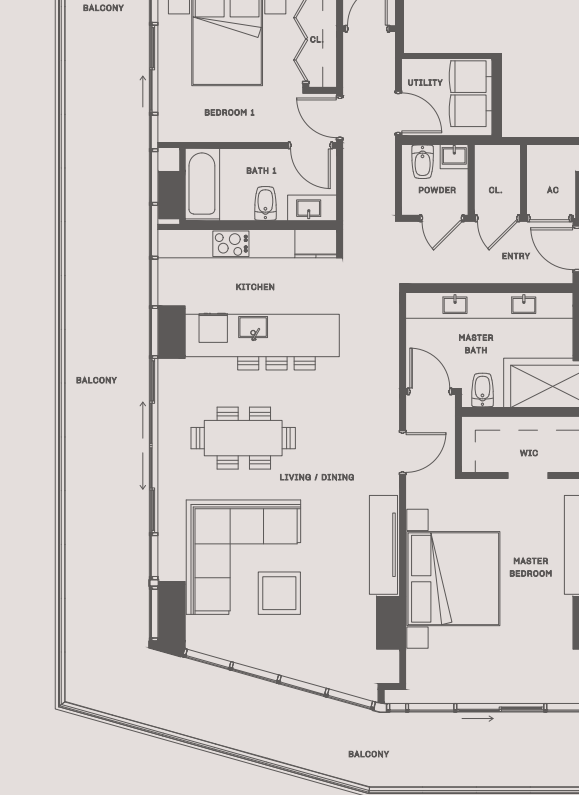 BALCONY
CL.
UTILITY
BEDROOM 1
BATH 1
POWDER
CL.
AC
ENTRY
KITCHEN
MASTER
BATH
BALCONY
WIC
LIVING / DINING
MASTER
BEDROOM
BALCONY